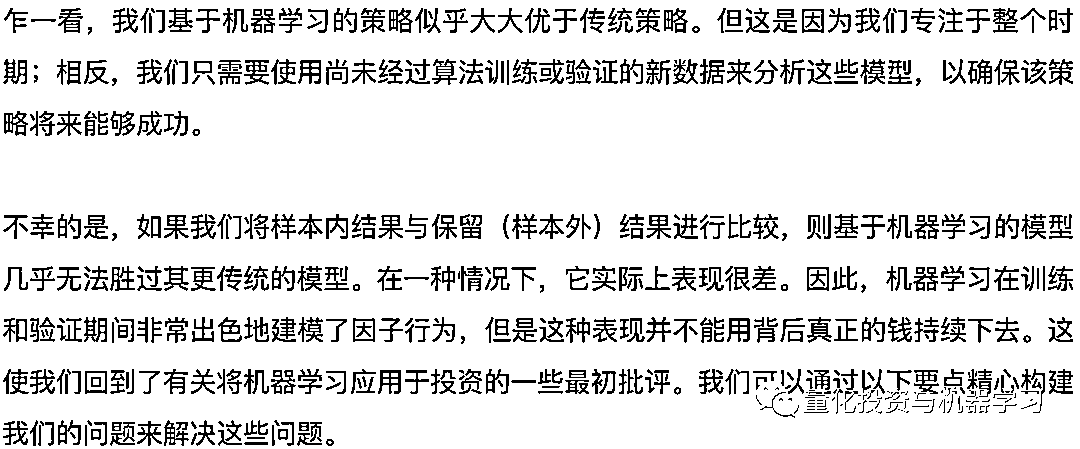 乍一看，我们基于机器学习的策略似乎大大优于传统策略。但这是因为我们专注于整个时
期；相反，我们只需要使用尚未经过算法训练或验证的新数据来分析这些模型，以确保该策
略将来能够成功。
不幸的是，如果我们将样本内结果与保留（样本外）结果进行比较，则基于机器学习的模型
几乎无法胜过其更传统的模型。在一种情况下，它实际上表现很差。因此，机器学习在训练
和验证期间非常出色地建模了因子行为，但是这种表现并不能用背后真正的钱持续下去。这
使我们回到了有关将机器学习应用于投资的一些最初批评。我们可以通过以下要点精心构建
量化投资与机器学习
我们的问题来解决这些问题。